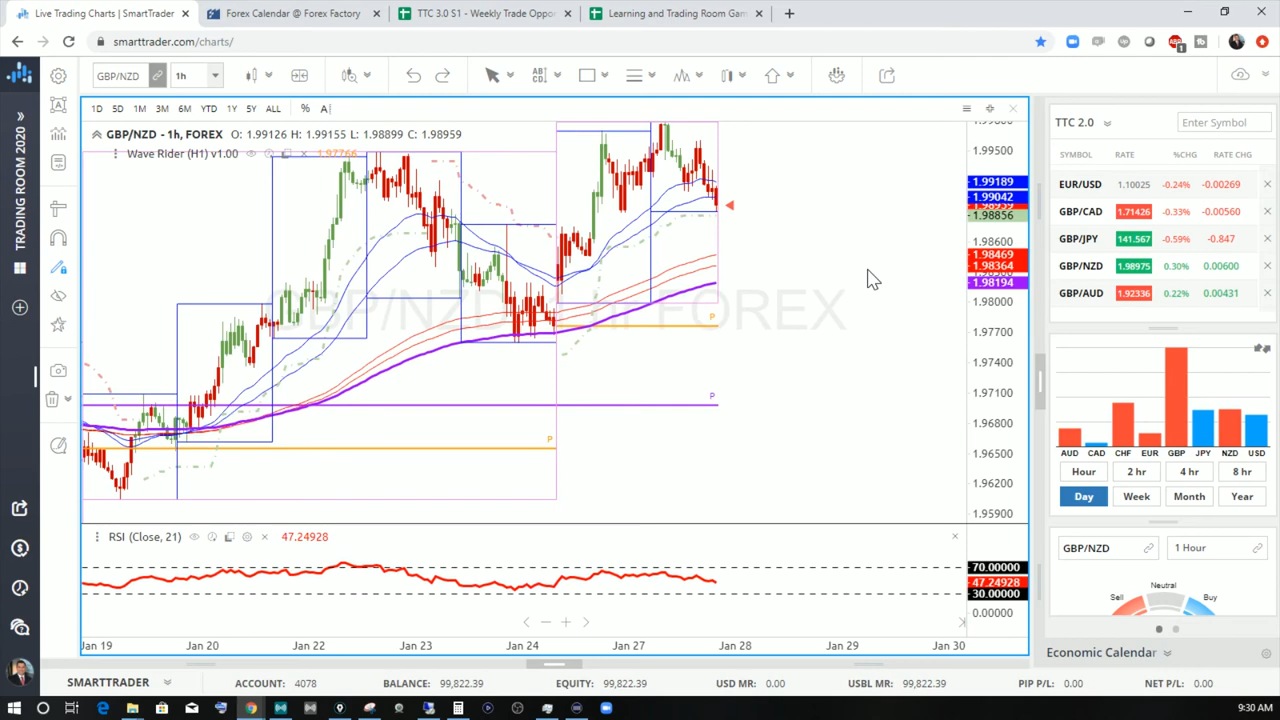 Live Trading Charts | SmartTrader
Forex Calendar @ Forex Factory
TTC 3.0 S1 - Weekly Trade Oppor
Learning and Trading Room Gam
smarttrader.com/charts/
GBP/NZD 1h
1D 5D 1M 3M 6M YTD 1Y 5Y ALL % A
GBP/NZD - 1h, FOREX O: 1.99126 H: 1.99155 L: 1.98899 C: 1.98959
Wave Rider (H1) v1.00 1.97766
GBP/NZD - 1h FOREX
P
P
P
1.99500
1.99189
1.99042
1.98856
1.98600
1.98469
1.98364
1.98194
1.98000
1.97700
1.97400
1.97100
1.96800
1.96500
1.96200
1.95900
RSI (Close, 21) 47.24928
70.00000
47.24928
30.00000
0.00000
Jan 19 Jan 20 Jan 22 Jan 23 Jan 24 Jan 27 Jan 28 Jan 29 Jan 30
TRADING ROOM 2020
TTC 2.0 Enter Symbol
SYMBOL RATE %CHG RATE CHG
EUR/USD 1.10025 -0.24% -0.00269
GBP/CAD 1.71426 -0.33% -0.00560
GBP/JPY 141.567 -0.59% -0.847
GBP/NZD 1.98975 0.30% 0.00600
GBP/AUD 1.92336 0.22% 0.00431
AUD CAD CHF EUR GBP JPY NZD USD
Hour 2 hr 4 hr 8 hr
Day Week Month Year
GBP/NZD 1 Hour
Neutral
Sell Buy
Economic Calendar
SMARTTRADER ACCOUNT: 4078 BALANCE: 99,822.39 EQUITY: 99,822.39 USD MR: 0.00 USBL MR: 99,822.39 PIP P/L: 0.00 NET P/L: 0.00
9:30 AM